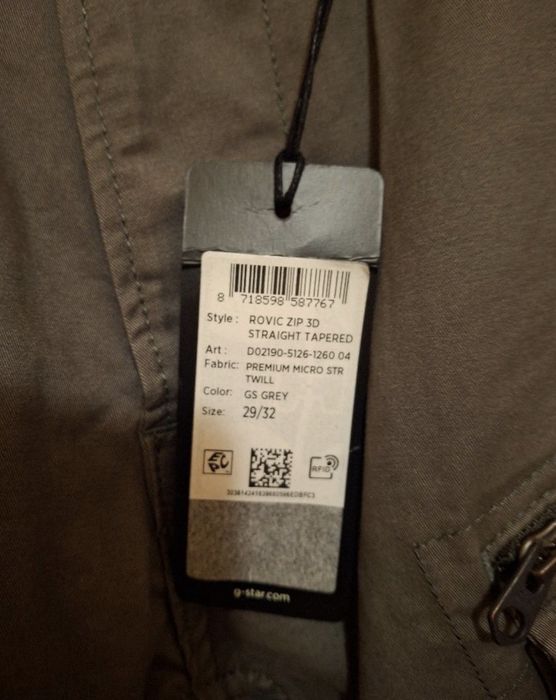 8 718598 587767
Style : ROVIC ZIP 3D
STRAIGHT TAPERED
Art : D02190-5126-1260 04
Fabric: PREMIUM MICRO STR
TWILL
Color: GS GREY
Size: 29/32
EPC RFID
g-star.com